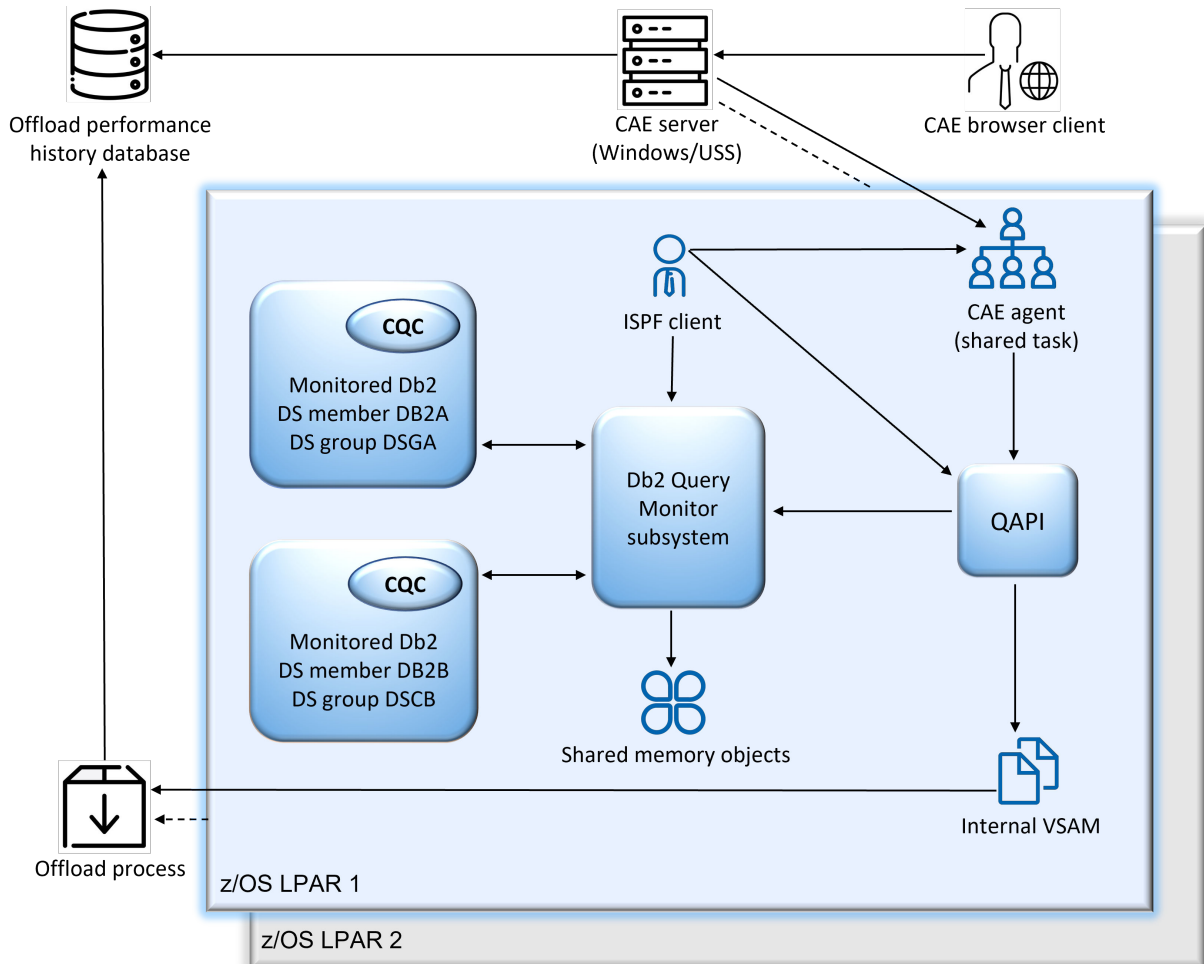 Offload performance
history database
CAE server
(Windows/USS)
CAE browser client
ISPF client
CAE agent
(shared task)
CQC
Monitored Db2
DS member DB2A
DS group DSGA
Db2 Query
Monitor
subsystem
QAPI
CQC
Monitored Db2
DS member DB2B
DS group DSCB
Shared memory objects
Internal VSAM
Offload process
z/OS LPAR 1
z/OS LPAR 2